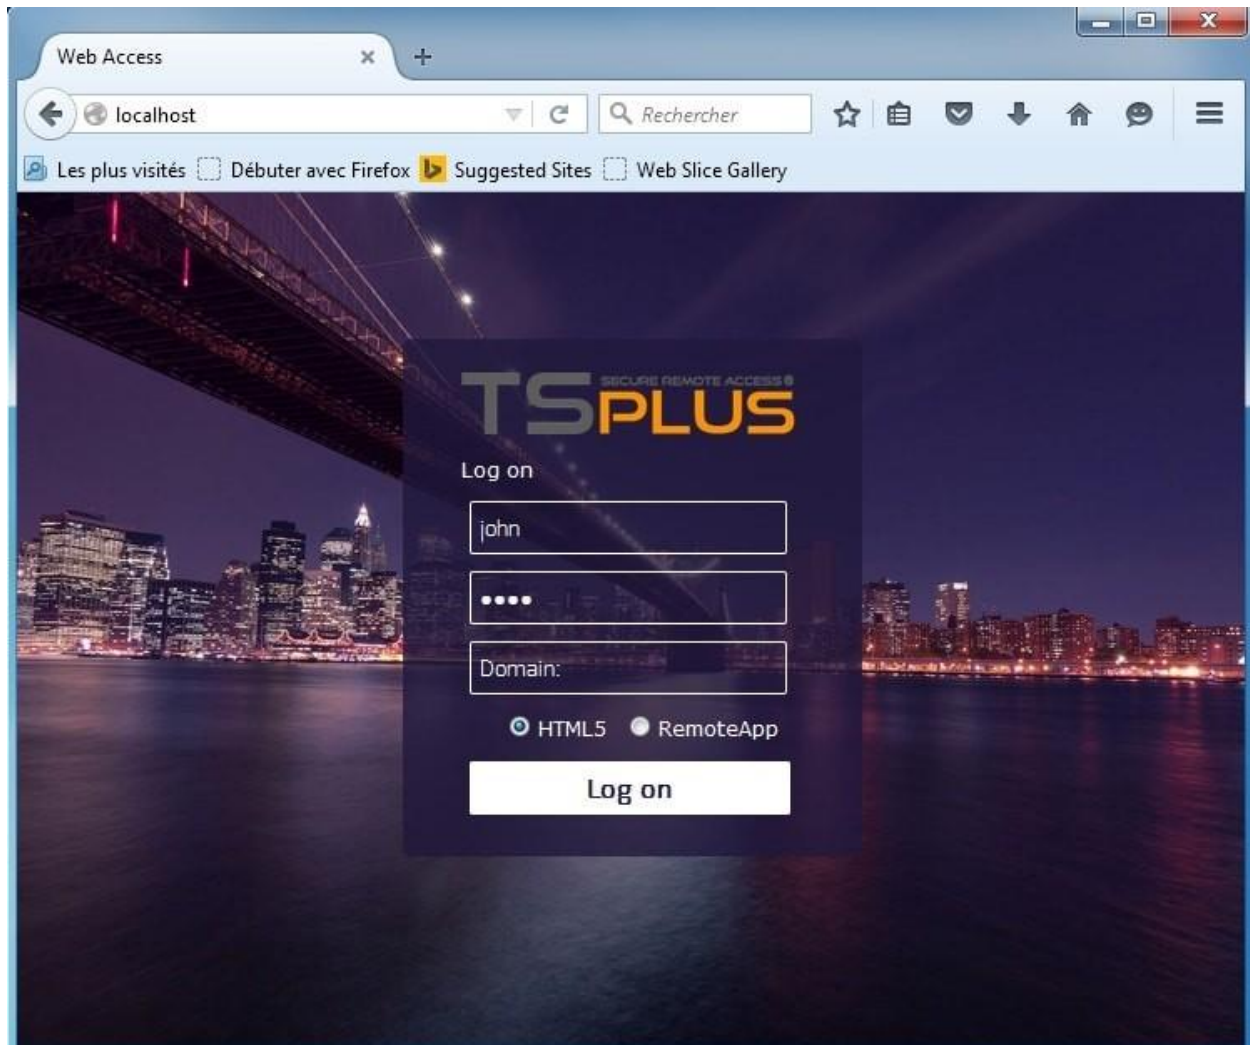 Web Access
localhost
Rechercher
Les plus visités Débuter avec Firefox Suggested Sites Web Slice Gallery
SECURE REMOTE ACCESS®
TSPLUS
Log on
john
••••
Domain:
HTML5 RemoteApp
Log on